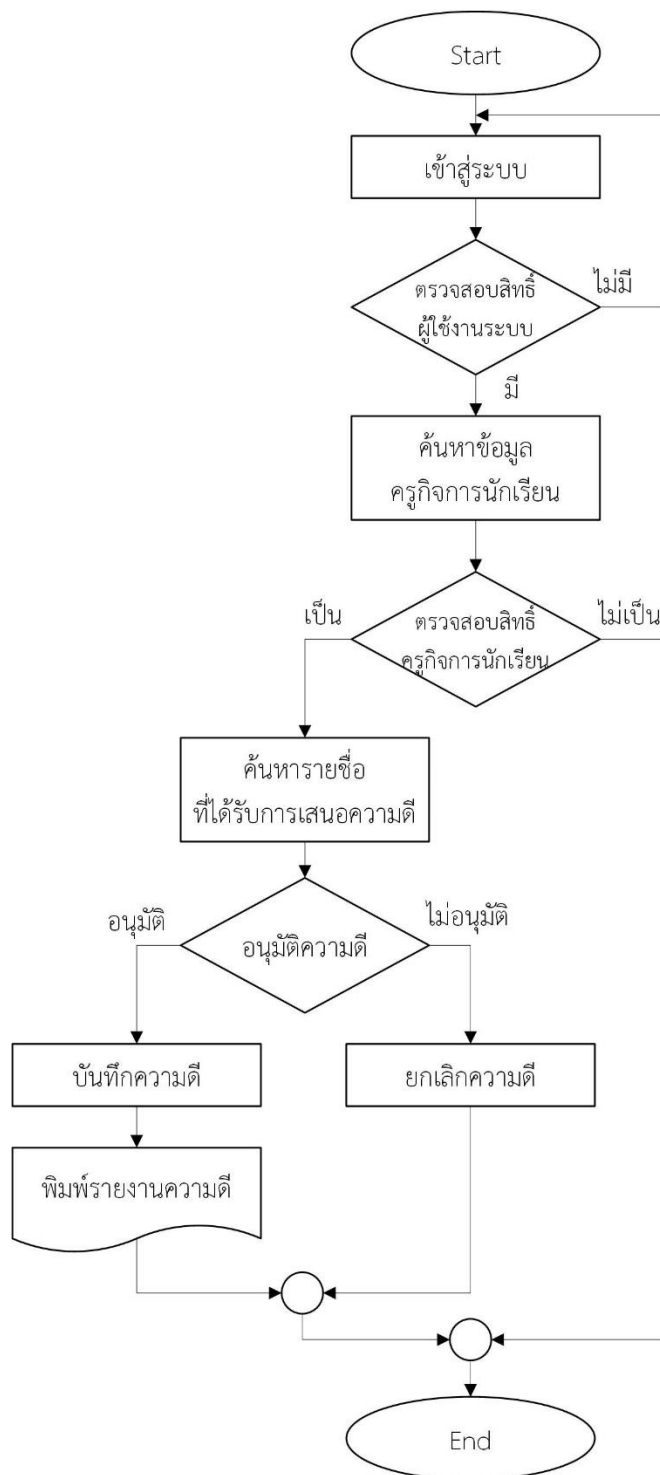 Start
เข้าสู่ระบบ
ตรวจสอบสิทธิ์
ผู้ใช้งานระบบ
ไม่มี
มี
ค้นหาข้อมูล
ครูกิจการนักเรียน
เป็น
ตรวจสอบสิทธิ์
ครูกิจการนักเรียน
ไม่เป็น
ค้นหารายชื่อ
ที่ได้รับการเสนอความดี
อนุมัติ
อนุมัติความดี
ไม่อนุมัติ
บันทึกความดี
ยกเลิกความดี
พิมพ์รายงานความดี
End